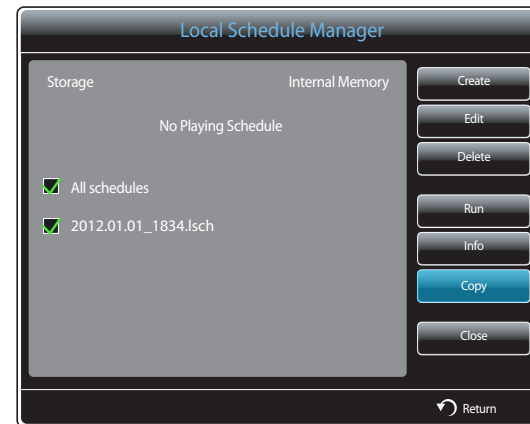 Local Schedule Manager
Storage Internal Memory
No Playing Schedule
All schedules
2012.01.01_1834.lsch
Create
Edit
Delete
Run
Info
Copy
Close
Return